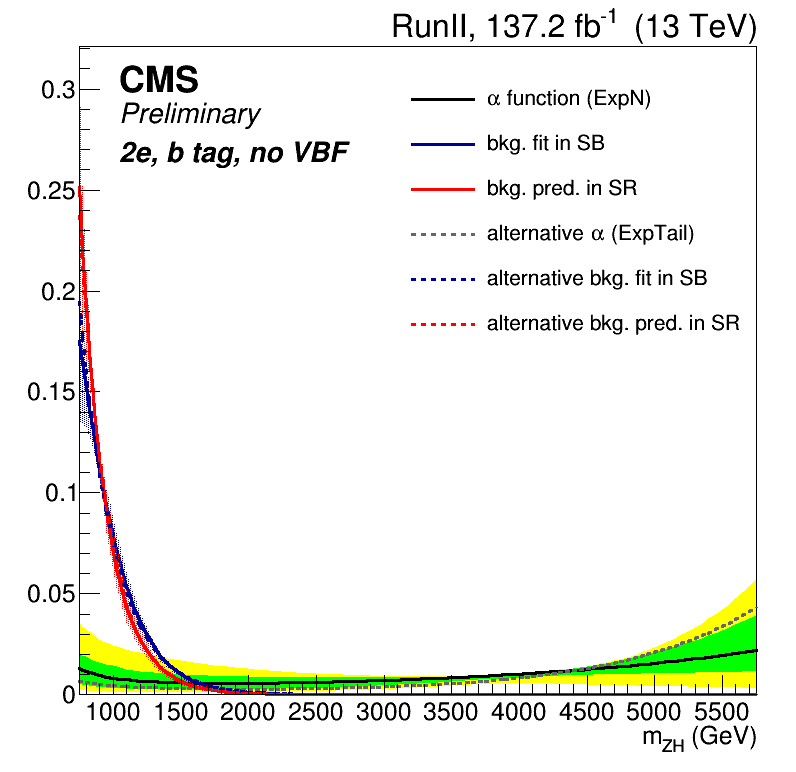 RunII, 137.2 fb-1 (13 TeV)
CMS
Preliminary
2e, b tag, no VBF
α function (ExpN)
bkg. fit in SB
bkg. pred. in SR
alternative α (ExpTail)
alternative bkg. fit in SB
alternative bkg. pred. in SR
0.3
0.25
0.2
0.15
0.1
0.05
0
1000 1500 2000 2500 3000 3500 4000 4500 5000 5500
mZH (GeV)